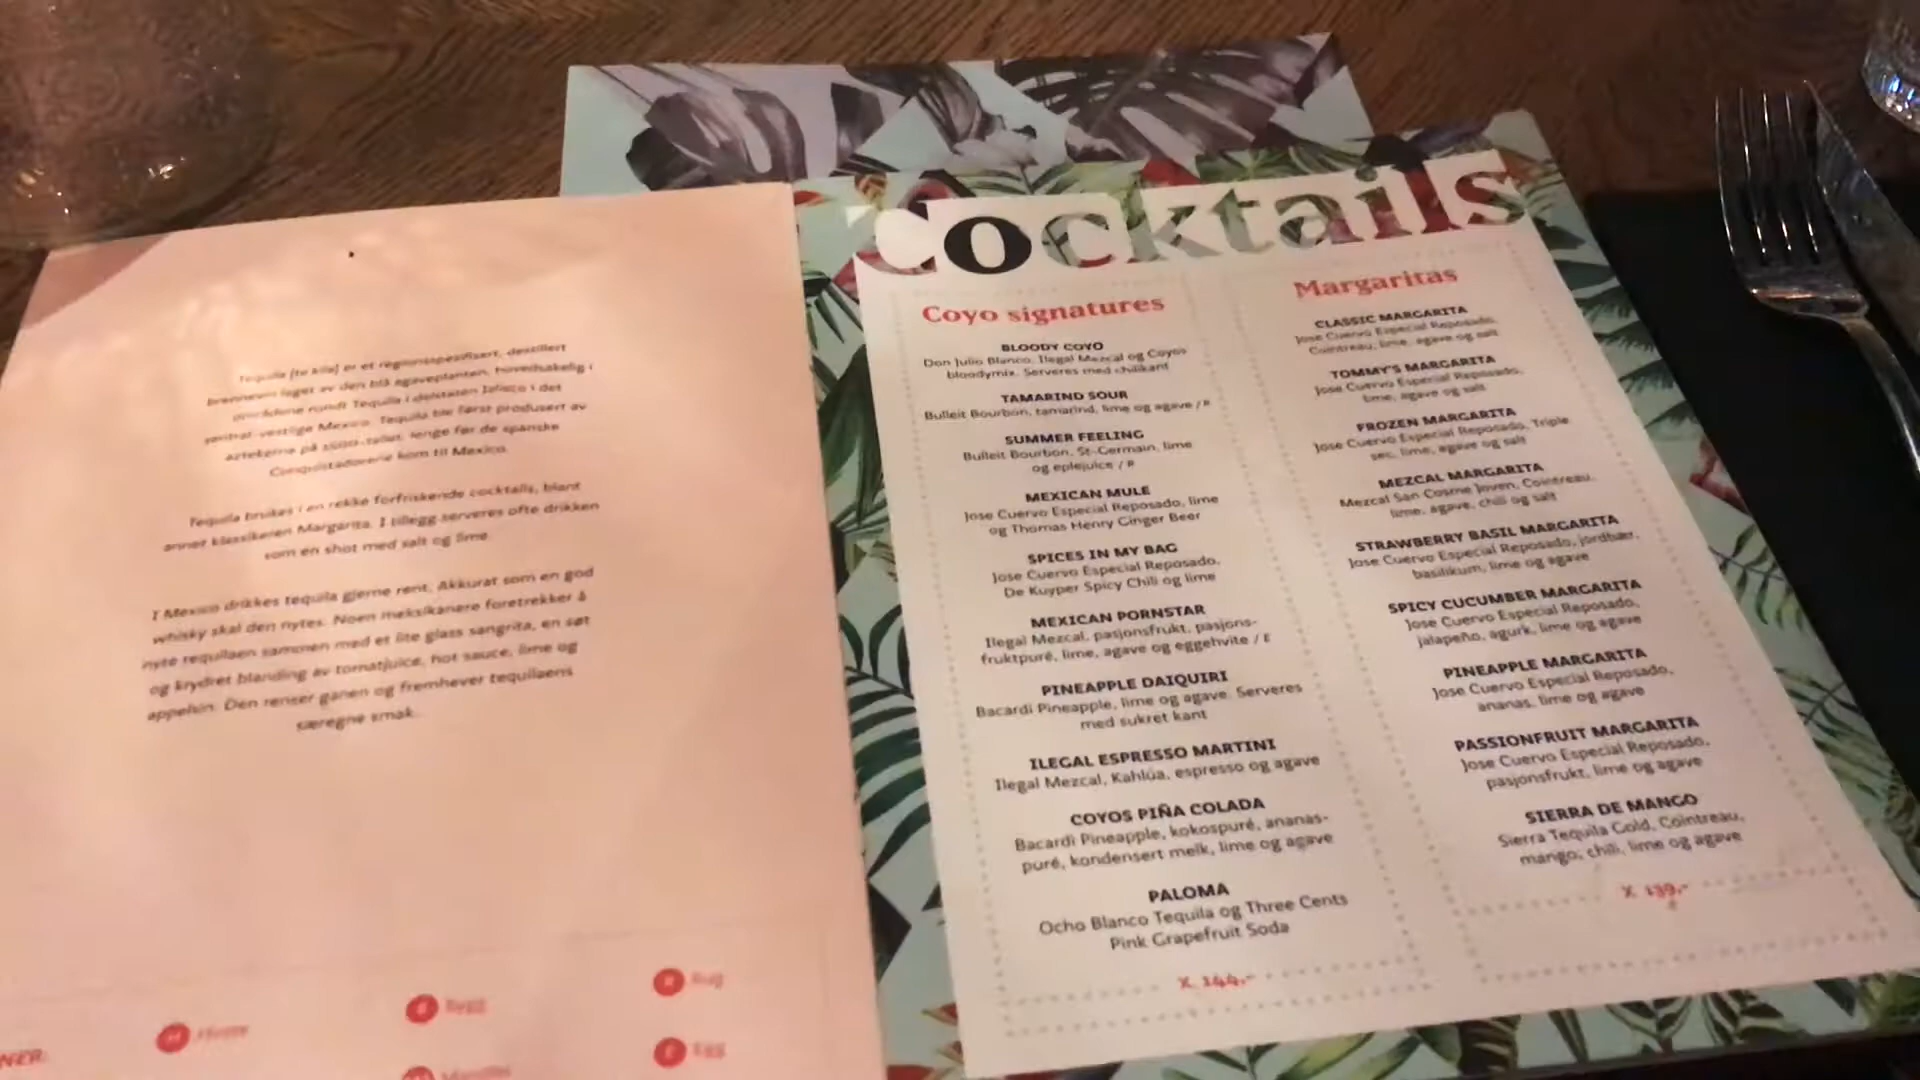 Tequila (te kila) er et regionsspesifisert, destillert
brennevin laget av den blå agaveplanten, hovedsakelig i
områdene rundt Tequila i delstaten Jalisco i det
sentral-vestlige Mexico. Tequila ble først produsert av
aztekerne på 1500-tallet, lenge før de spanske
Conquistadorene kom til Mexico.
Tequila brukes i en rekke forfriskende cocktails, blant
annet klassikeren Margarita. I tillegg serveres ofte drikken
som en shot med salt og lime.
I Mexico drikkes tequila gjerne rent. Akkurat som en god
whisky skal den nytes. Noen meksikanere foretrekker å
nyte tequilaen sammen med et lite glass sangrita, en søt
og krydret blanding av tomatjuice, hot sauce, lime og
appelsin. Den renser ganen og fremhever tequilaens
særegne smak.
H Hvete
B Bygg
R Rug
E Egg
Cocktails
Coyo signatures
BLOODY COYO
Don Julio Blanco, Ilegal Mezcal og Coyos
bloodymix. Serveres med chilikant
TAMARIND SOUR
Bulleit Bourbon, tamarind, lime og agave / R
SUMMER FEELING
Bulleit Bourbon, St-Germain, lime
og eplejuice / R
MEXICAN MULE
Jose Cuervo Especial Reposado, lime
og Thomas Henry Ginger Beer
SPICES IN MY BAG
Jose Cuervo Especial Reposado,
De Kuyper Spicy Chili og lime
MEXICAN PORNSTAR
Ilegal Mezcal, pasjonsfrukt, pasjons-
fruktpuré, lime, agave og eggehvite / E
PINEAPPLE DAIQUIRI
Bacardi Pineapple, lime og agave. Serveres
med sukret kant
ILEGAL ESPRESSO MARTINI
Ilegal Mezcal, Kahlúa, espresso og agave
COYOS PIÑA COLADA
Bacardi Pineapple, kokospuré, ananas-
puré, kondensert melk, lime og agave
PALOMA
Ocho Blanco Tequila og Three Cents
Pink Grapefruit Soda
X 144,-
Margaritas
CLASSIC MARGARITA
Jose Cuervo Especial Reposado,
Cointreau, lime, agave og salt
TOMMY'S MARGARITA
Jose Cuervo Especial Reposado,
lime, agave og salt
FROZEN MARGARITA
Jose Cuervo Especial Reposado, Triple
sec, lime, agave og salt
MEZCAL MARGARITA
Mezcal San Cosme Joven, Cointreau,
lime, agave, chili og salt
STRAWBERRY BASIL MARGARITA
Jose Cuervo Especial Reposado, jordbær,
basilikum, lime og agave
SPICY CUCUMBER MARGARITA
Jose Cuervo Especial Reposado,
jalapeño, agurk, lime og agave
PINEAPPLE MARGARITA
Jose Cuervo Especial Reposado,
ananas, lime og agave
PASSIONFRUIT MARGARITA
Jose Cuervo Especial Reposado,
pasjonsfrukt, lime og agave
SIERRA DE MANGO
Sierra Tequila Gold, Cointreau,
mango, chili, lime og agave
X 139,-